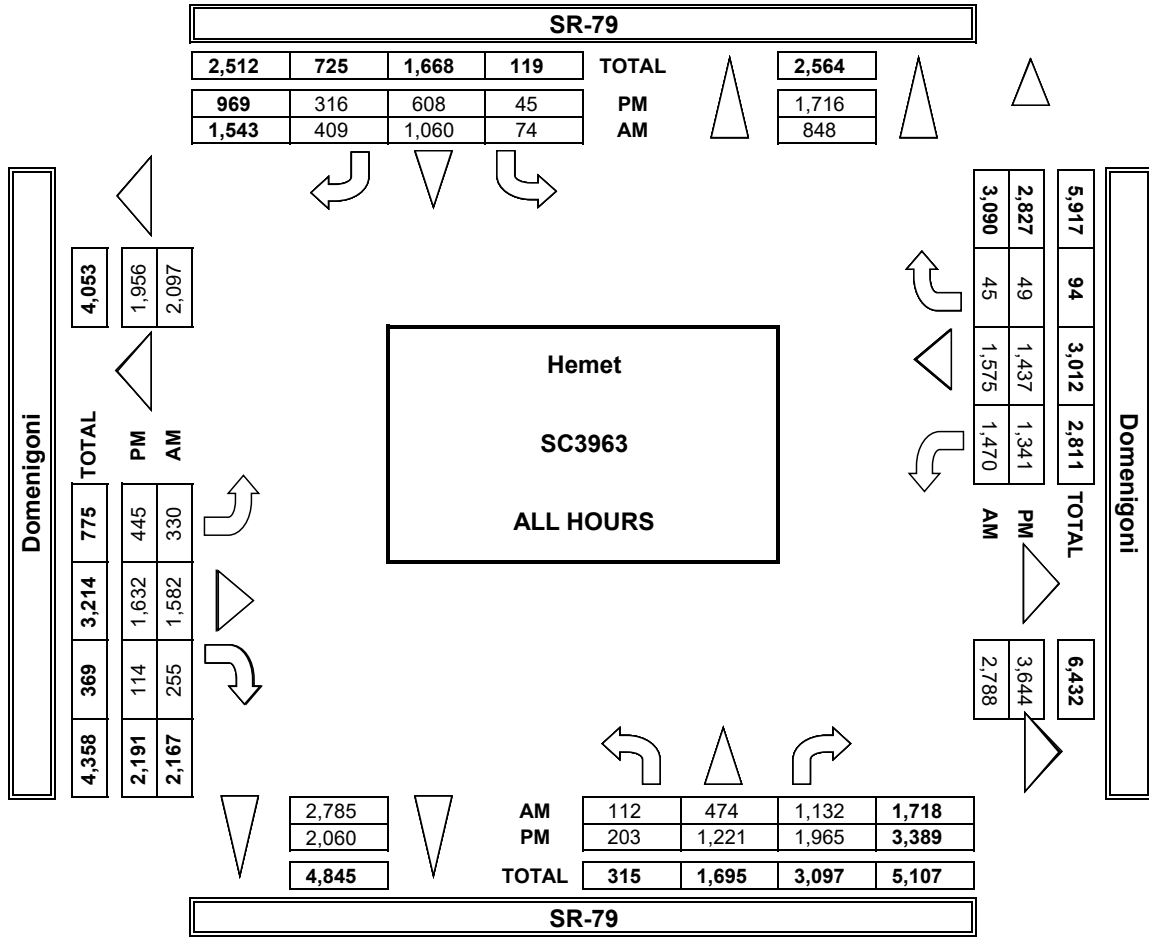 SR-79
2,512 725 1,668 119 TOTAL 2,564
969 316 608 45 PM 1,716
1,543 409 1,060 74 AM 848
Domenigoni
4,053
1,956
2,097
TOTAL 775 3,214 369 4,358
PM 445 1,632 114 2,191
AM 330 1,582 255 2,167
Hemet
SC3963
ALL HOURS
5,917 94 3,012 2,811 TOTAL 6,432
2,827 49 1,437 1,341 PM 3,644
3,090 45 1,575 1,470 AM 2,788
Domenigoni
2,785 AM 112 474 1,132 1,718
2,060 PM 203 1,221 1,965 3,389
4,845 TOTAL 315 1,695 3,097 5,107
SR-79